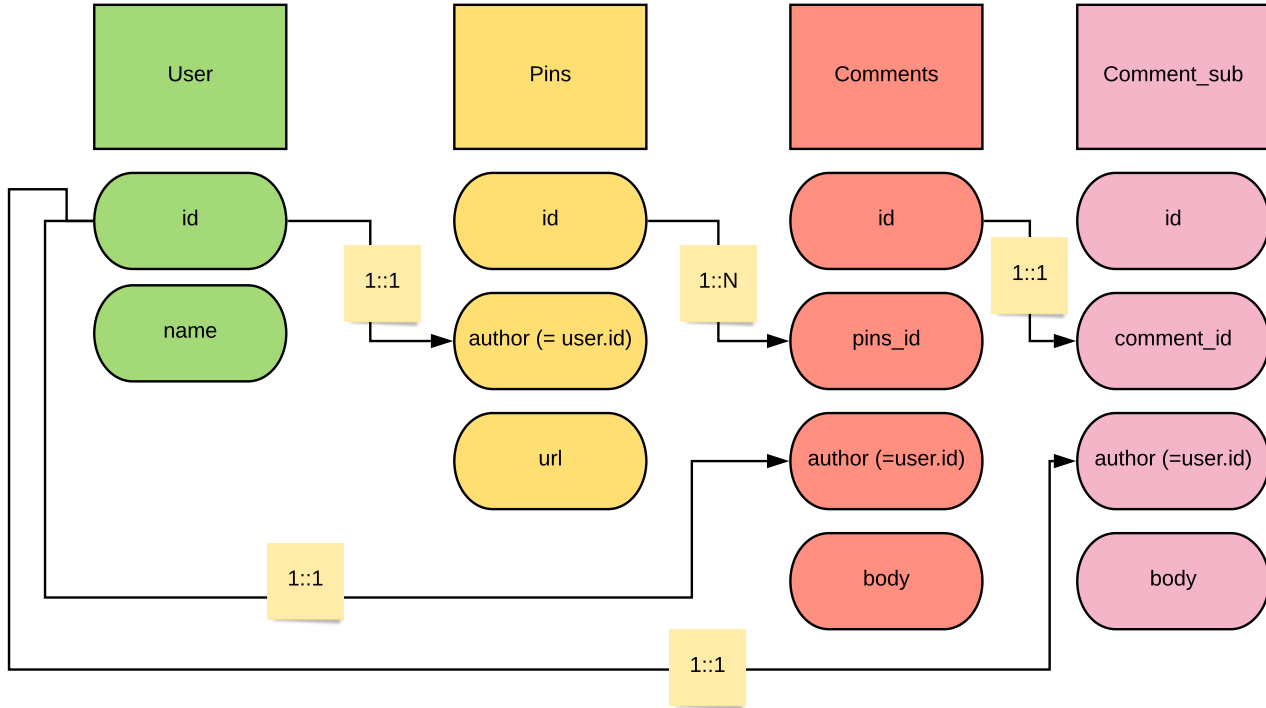 User
Pins
Comments
Comment_sub
id
id
id
id
1::1
1::N
1::1
name
author (= user.id)
pins_id
comment_id
url
author (=user.id)
author (=user.id)
1::1
body
body
1::1